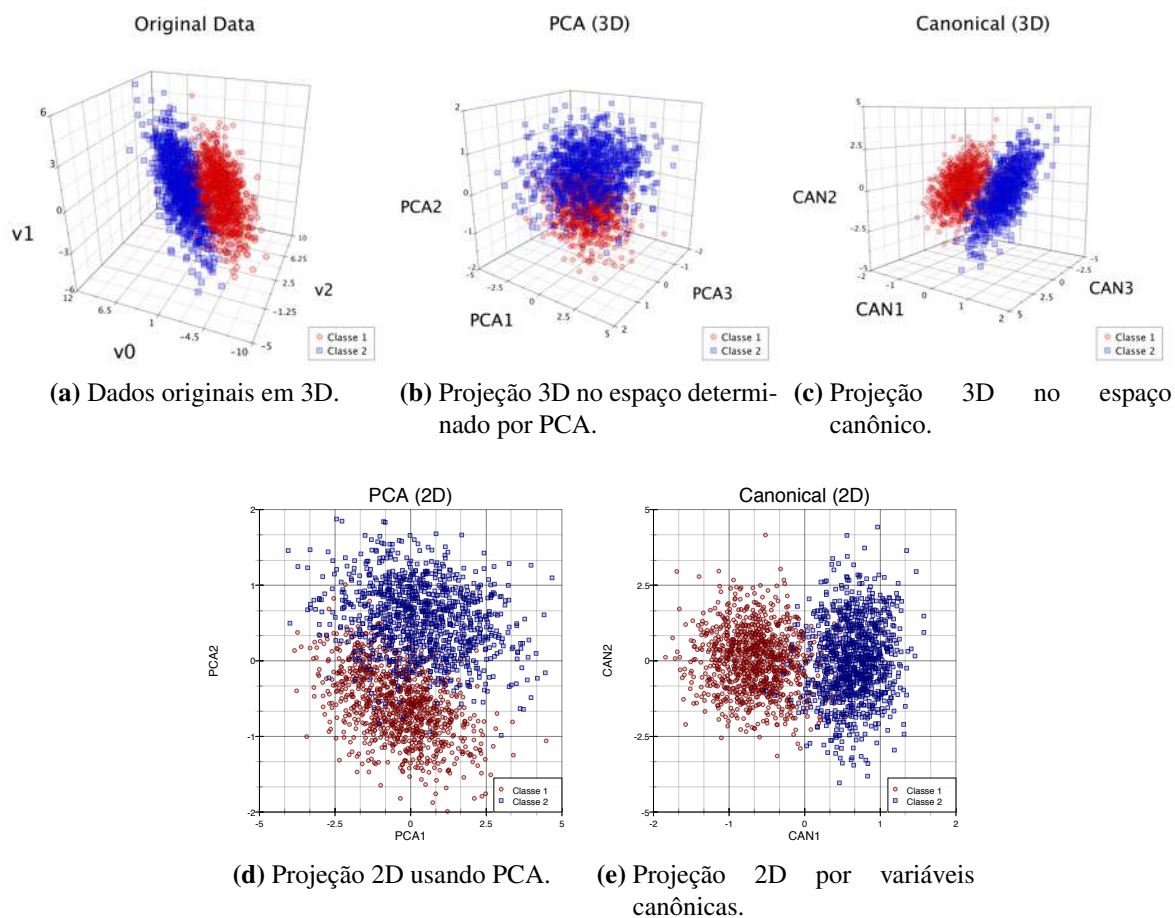 Original Data
PCA (3D)
Canonical (3D)
6
3
0
-3
-6
v1
12
6.5
1
-4.5
-10
v0
10
6.25
2.5
-1.25
-5
v2
Classe 1
Classe 2
2
1
0
-1
-2
PCA2
-5
-2.5
0
2.5
5
PCA1
-2
-1
0
1
2
PCA3
Classe 1
Classe 2
5
2.5
0
-2.5
-5
CAN2
-2
-1
0
1
2
CAN1
-5
-2.5
0
2.5
5
CAN3
Classe 1
Classe 2
(a) Dados originais em 3D.
(b) Projeção 3D no espaço determi-
nado por PCA.
(c) Projeção 3D no espaço
canônico.
PCA (2D)
2
1
0
-1
-2
PCA2
-5
-2.5
0
2.5
5
PCA1
Classe 1
Classe 2
Canonical (2D)
5
2.5
0
-2.5
-5
CAN2
-2
-1
0
1
2
CAN1
Classe 1
Classe 2
(d) Projeção 2D usando PCA.
(e) Projeção 2D por variáveis
canônicas.